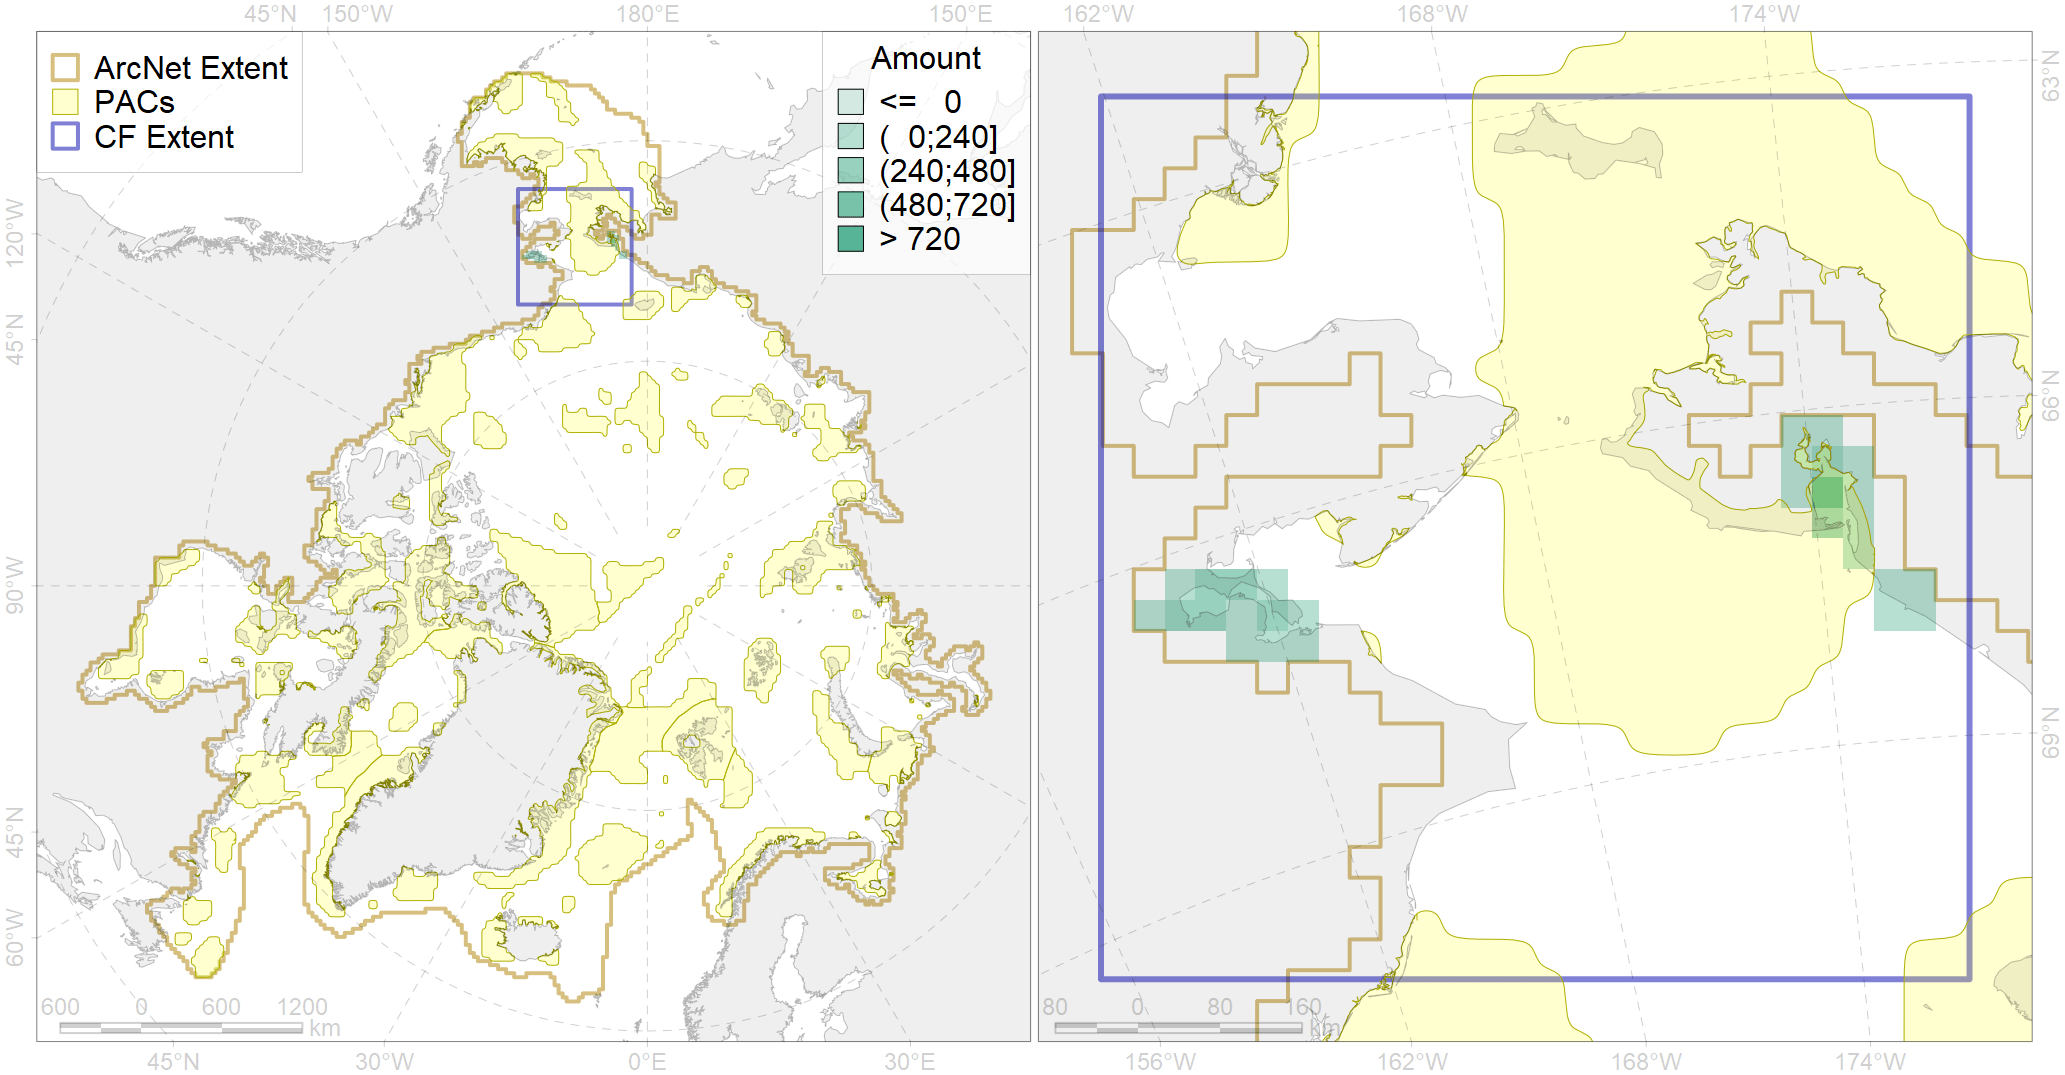 45°N 150°W 180°E 150°E 162°W 168°W 174°W
ArcNet Extent
PACs
CF Extent
Amount
<= 0
( 0;240]
(240;480]
(480;720]
> 720
120°W
45°N
90°W
45°N
60°W
63°N
66°N
69°N
600 0 600 1200
km
80 0 80 160
km
45°N 30°W 0°E 30°E 156°W 162°W 168°W 174°W